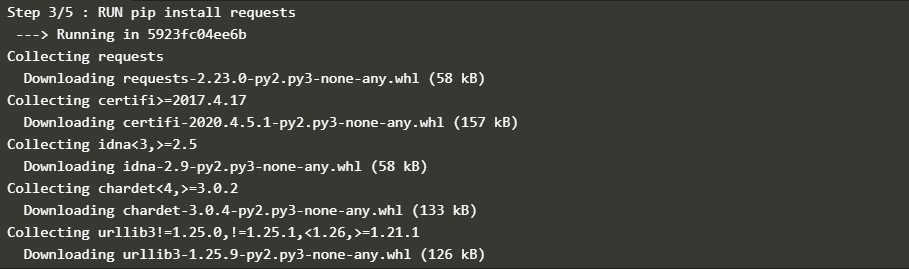 Step 3/5 : RUN pip install requests
---> Running in 5923fc04ee6b
Collecting requests
Downloading requests-2.23.0-py2.py3-none-any.whl (58 kB)
Collecting certifi>=2017.4.17
Downloading certifi-2020.4.5.1-py2.py3-none-any.whl (157 kB)
Collecting idna<3,>=2.5
Downloading idna-2.9-py2.py3-none-any.whl (58 kB)
Collecting chardet<4,>=3.0.2
Downloading chardet-3.0.4-py2.py3-none-any.whl (133 kB)
Collecting urllib3!=1.25.0,!=1.25.1,<1.26,>=1.21.1
Downloading urllib3-1.25.9-py2.py3-none-any.whl (126 kB)